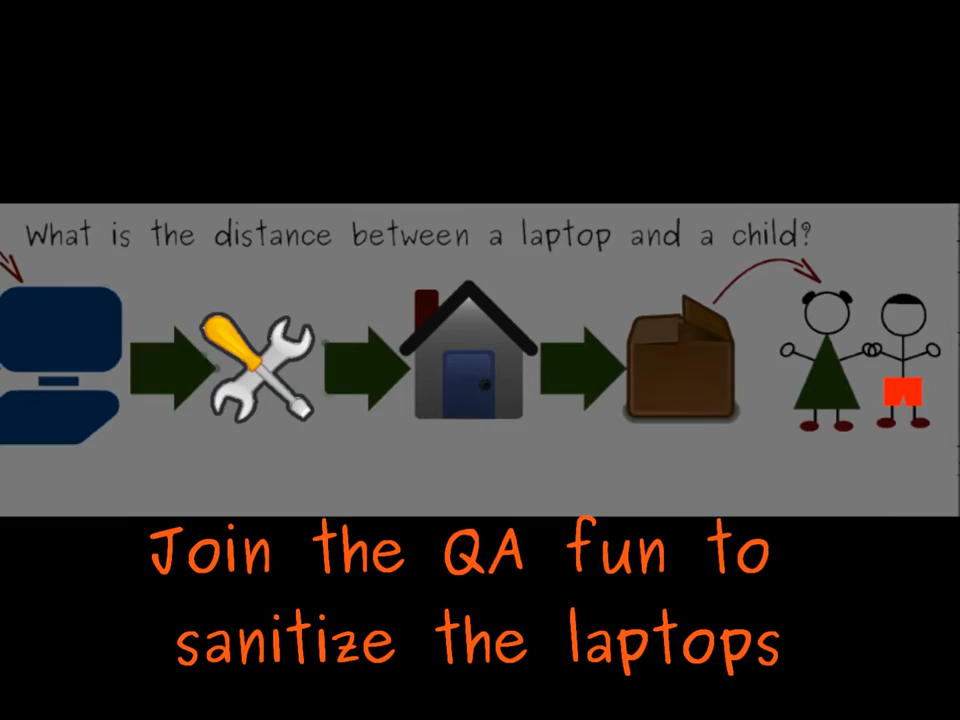 What is the distance between a laptop and a child?
Join the QA fun to
sanitize the laptops